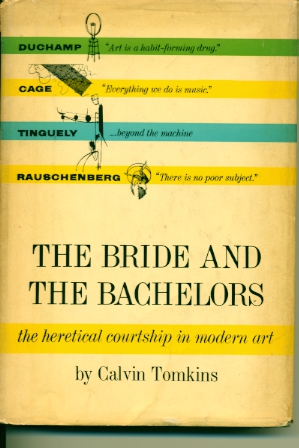 DUCHAMP "Art is a habit-forming drug."
CAGE "Everything we do is music."
TINGUELY ...beyond the machine
RAUSCHENBERG "There is no poor subject."
THE BRIDE AND
THE BACHELORS
the heretical courtship in modern art
by Calvin Tomkins